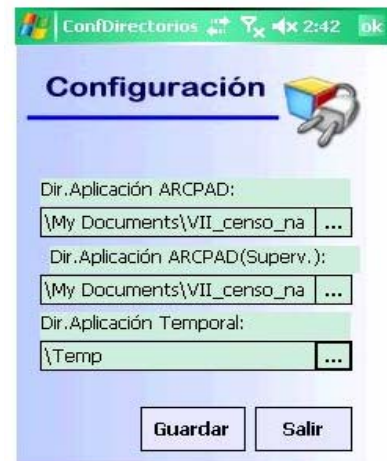 ConfDirectorios 2:42 ok
Configuración
Dir.Aplicación ARCPAD:
\My Documents\VII_censo_na ...
Dir.Aplicación ARCPAD(Superv.):
\My Documents\VII_censo_na ...
Dir.Aplicación Temporal:
\Temp ...
Guardar Salir